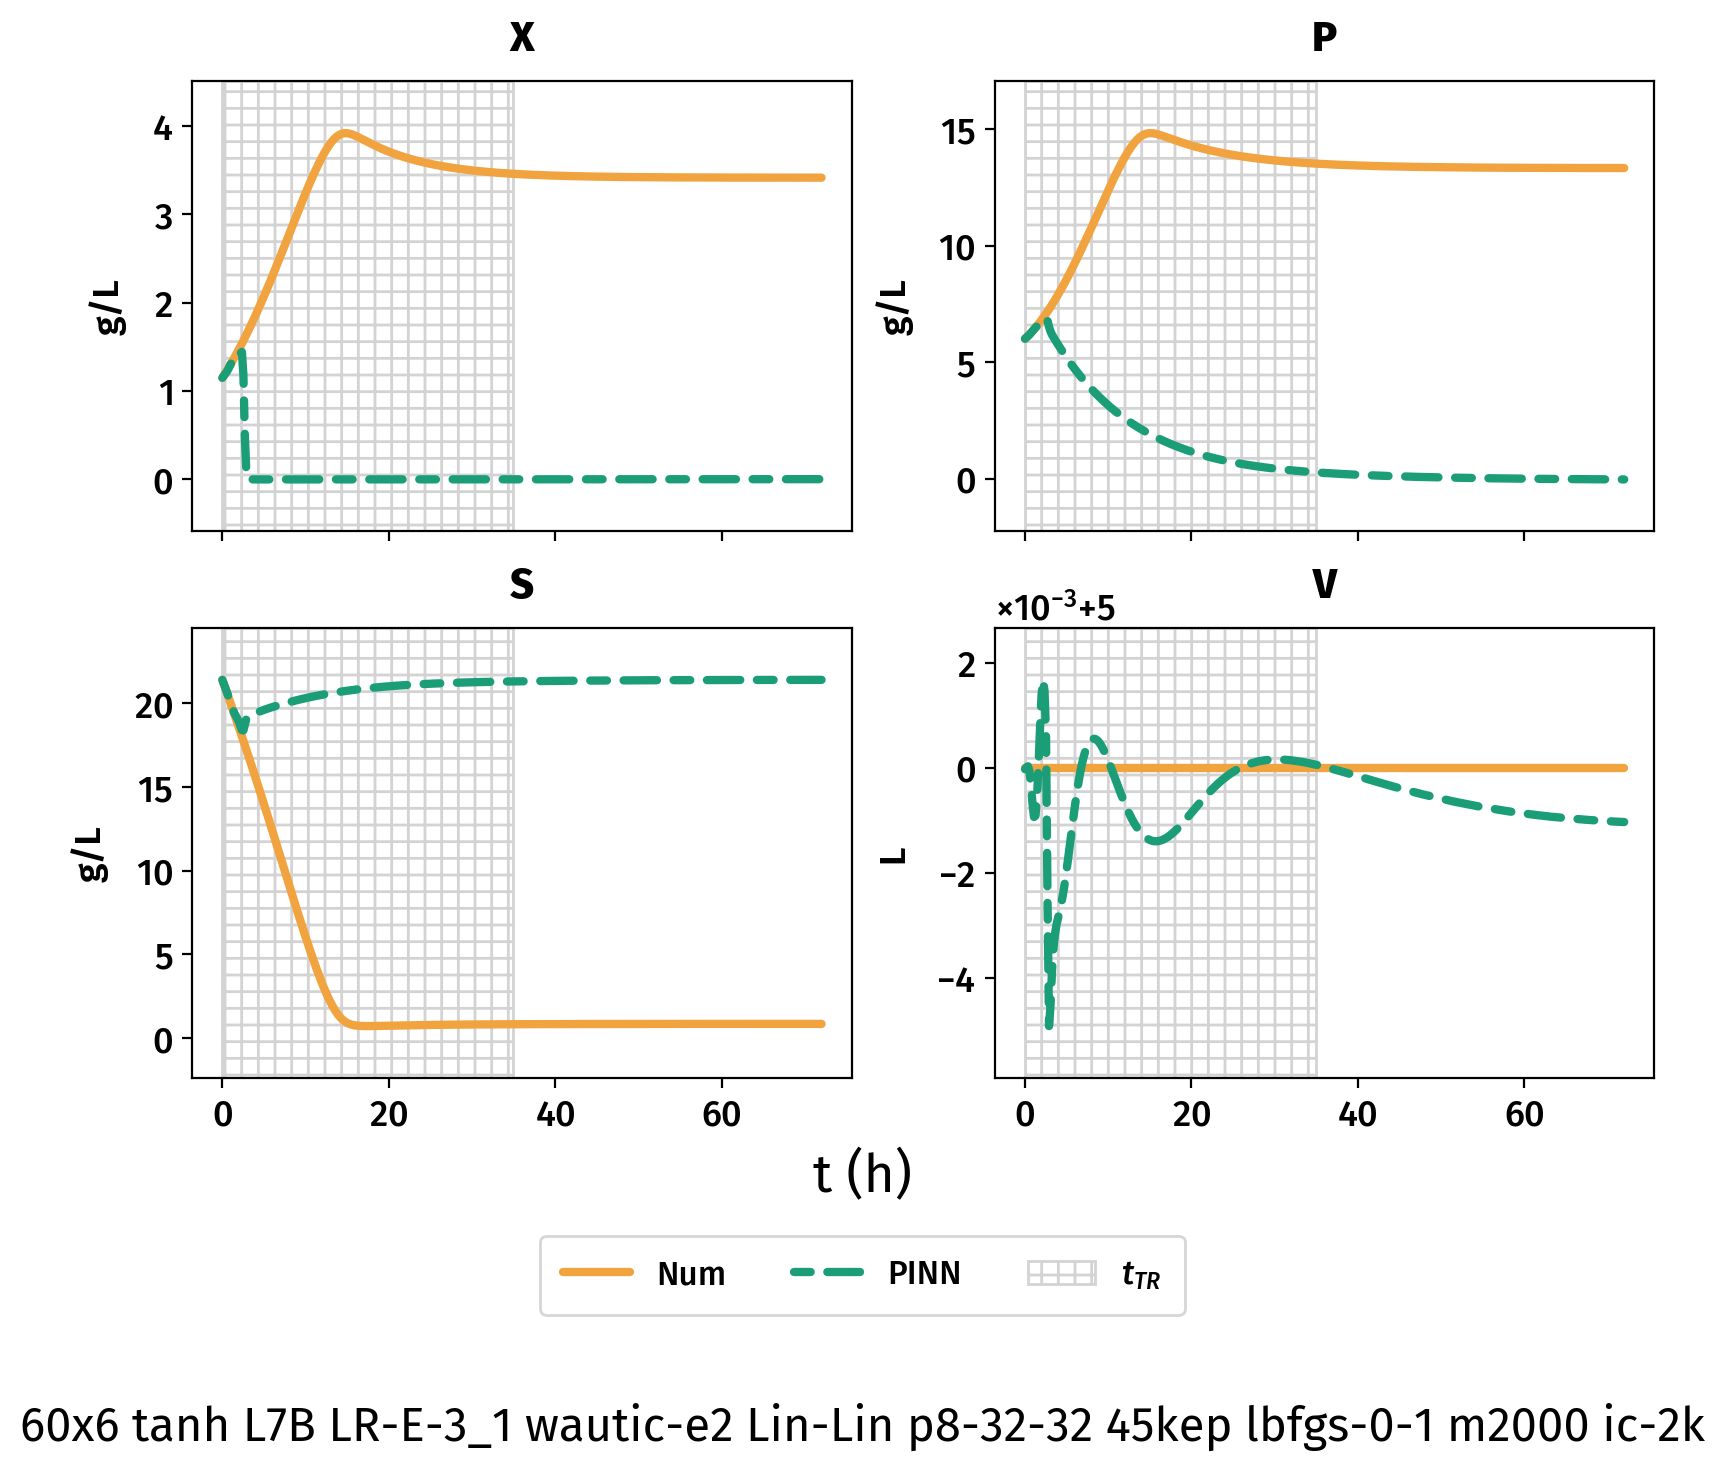 X
P
4
3
2
1
0
g/L
15
10
5
0
g/L
S
V
×10⁻³+5
20
15
10
5
0
g/L
2
0
−2
−4
L
0 20 40 60
0 20 40 60
t (h)
Num PINN t_TR
60x6 tanh L7B LR-E-3_1 wautic-e2 Lin-Lin p8-32-32 45kep lbfgs-0-1 m2000 ic-2k